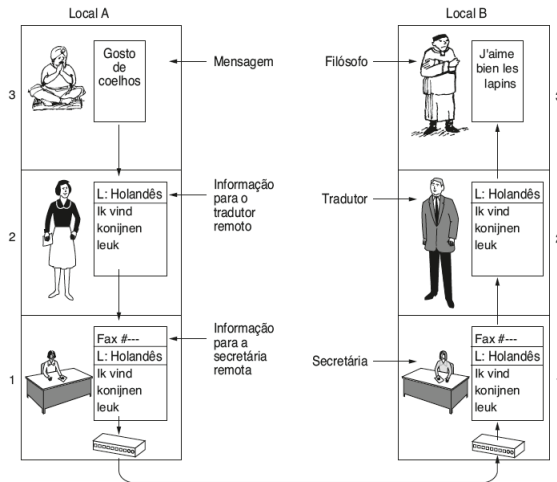 Local A
Local B
3
Gosto
de
coelhos
Mensagem
Filósofo
J'aime
bien les
lapins
2
L: Holandês
Ik vind
konijnen
leuk
Informação
para o
tradutor
remoto
Tradutor
L: Holandês
Ik vind
konijnen
leuk
1
Fax #---
L: Holandês
Ik vind
konijnen
leuk
Informação
para a
secretária
remota
Secretária
Fax #---
L: Holandês
Ik vind
konijnen
leuk